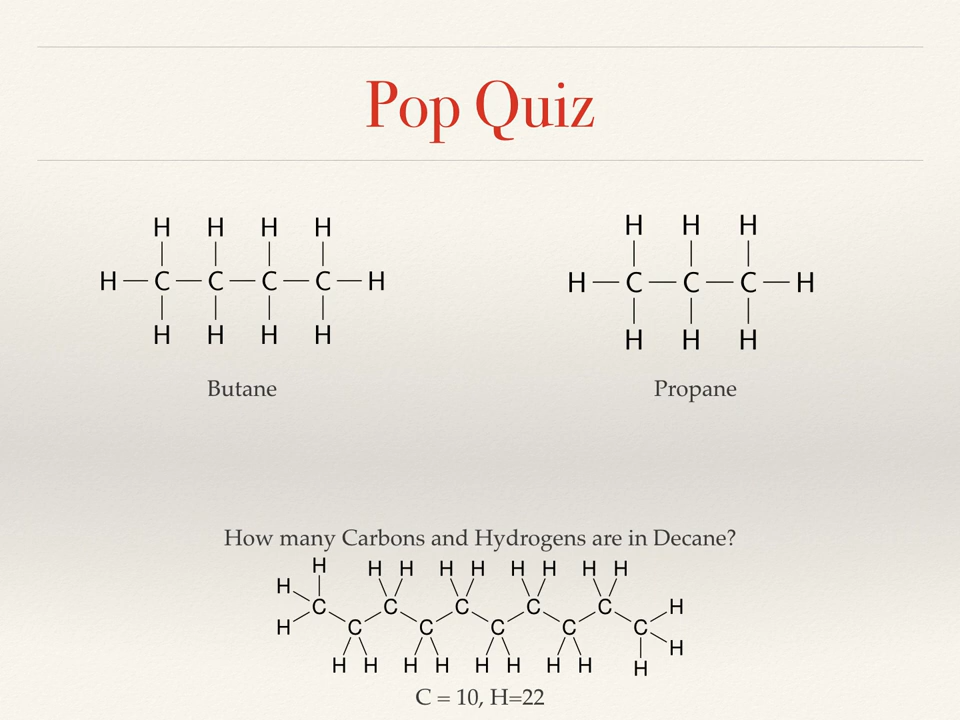 Pop Quiz
H H H H
H C C C C H
H H H H
Butane
H H H
H C C C H
H H H
Propane
How many Carbons and Hydrogens are in Decane?
H H H H H H H H H
H
C C C C C H
H C C C C C
H
H H H H H H H H H
C = 10, H=22